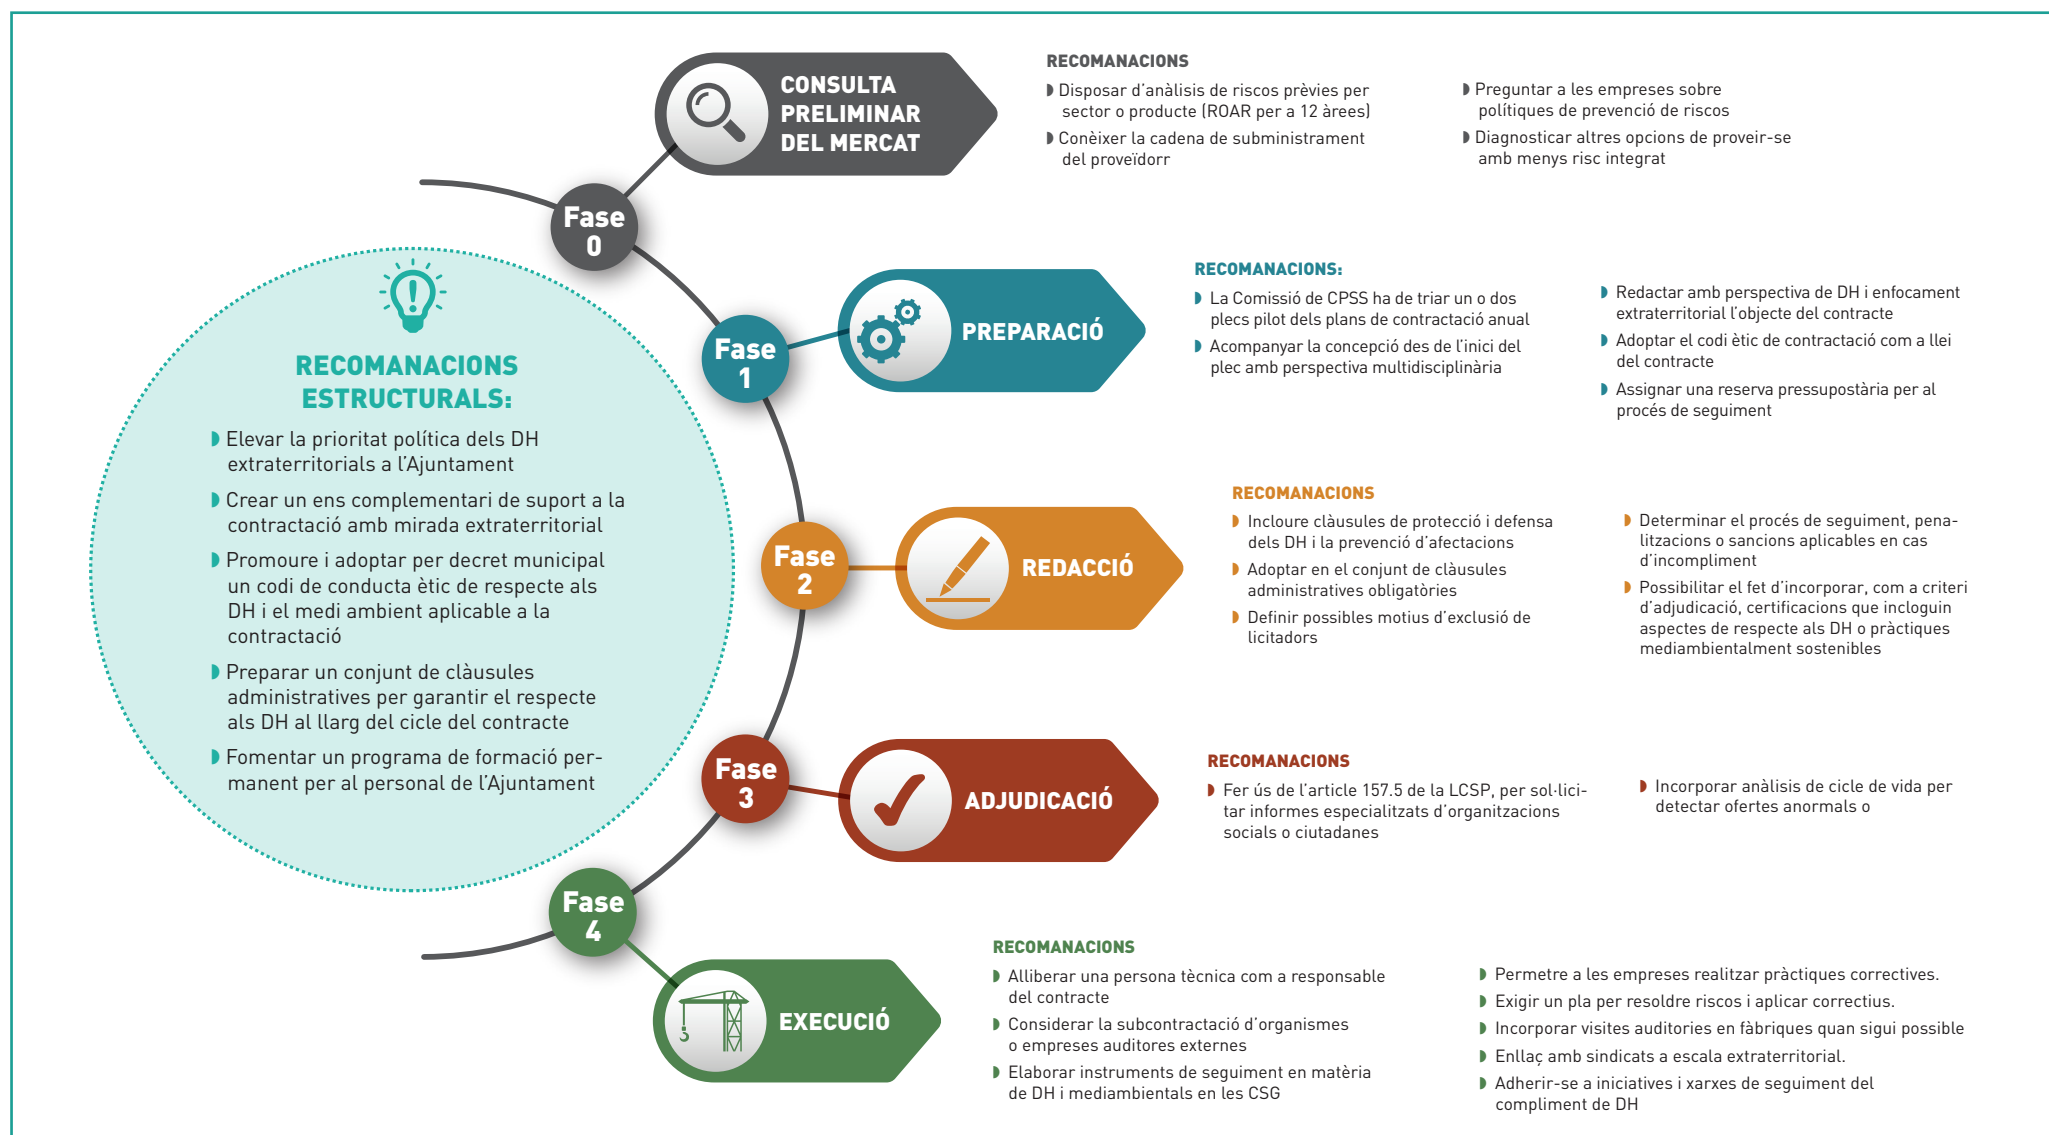 Fase
0
CONSULTA
PRELIMINAR
DEL MERCAT
RECOMANACIONS
Disposar d'anàlisis de riscos prèvies per
sector o producte (ROAR per a 12 àrees)
Conèixer la cadena de subministrament
del proveïdorr
Preguntar a les empreses sobre
polítiques de prevenció de riscos
Diagnosticar altres opcions de proveir-se
amb menys risc integrat
RECOMANACIONS
ESTRUCTURALS:
Elevar la prioritat política dels DH
extraterritorials a l'Ajuntament
Crear un ens complementari de suport a la
contractació amb mirada extraterritorial
Promoure i adoptar per decret municipal
un codi de conducta ètic de respecte als
DH i el medi ambient aplicable a la
contractació
Preparar un conjunt de clàusules
administratives per garantir el respecte
als DH al llarg del cicle del contracte
Fomentar un programa de formació per-
manent per al personal de l'Ajuntament
Fase
1
PREPARACIÓ
RECOMANACIONS:
La Comissió de CPSS ha de triar un o dos
plecs pilot dels plans de contractació anual
Acompanyar la concepció des de l'inici del
plec amb perspectiva multidisciplinària
Redactar amb perspectiva de DH i enfocament
extraterritorial l'objecte del contracte
Adoptar el codi ètic de contractació com a llei
del contracte
Assignar una reserva pressupostària per al
procés de seguiment
Fase
2
REDACCIÓ
RECOMANACIONS
Incloure clàusules de protecció i defensa
dels DH i la prevenció d'afectacions
Adoptar en el conjunt de clàusules
administratives obligatòries
Definir possibles motius d'exclusió de
licitadors
Determinar el procés de seguiment, pena-
litzacions o sancions aplicables en cas
d'incompliment
Possibilitar el fet d'incorporar, com a criteri
d'adjudicació, certificacions que incloguin
aspectes de respecte als DH o pràctiques
mediambientalment sostenibles
Fase
3
ADJUDICACIÓ
RECOMANACIONS
Fer ús de l'article 157.5 de la LCSP, per sol·lici-
tar informes especialitzats d'organitzacions
socials o ciutadanes
Incorporar anàlisis de cicle de vida per
detectar ofertes anormals o
Fase
4
EXECUCIÓ
RECOMANACIONS
Alliberar una persona tècnica com a responsable
del contracte
Considerar la subcontractació d'organismes
o empreses auditores externes
Elaborar instruments de seguiment en matèria
de DH i mediambientals en les CSG
Permetre a les empreses realitzar pràctiques correctives.
Exigir un pla per resoldre riscos i aplicar correctius.
Incorporar visites auditories en fàbriques quan sigui possible
Enllaç amb sindicats a escala extraterritorial.
Adherir-se a iniciatives i xarxes de seguiment del
compliment de DH